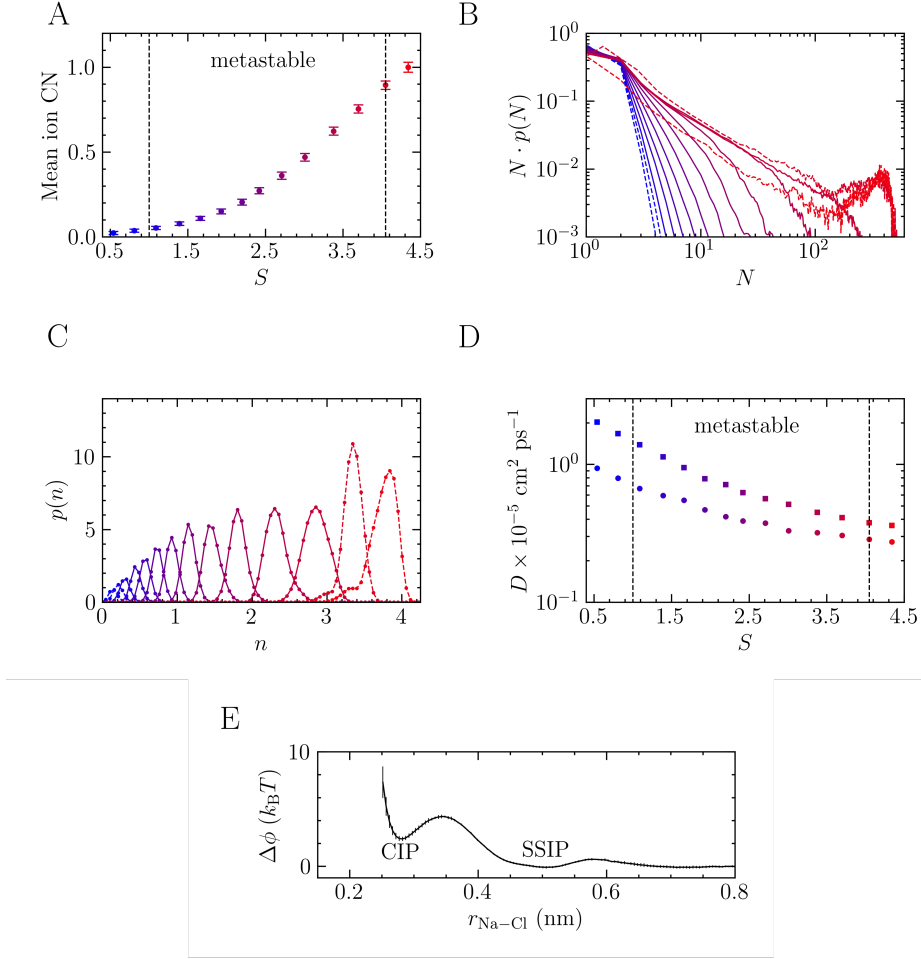 A
Mean ion CN
1.0
0.5
0.0
metastable
0.5 1.5 2.5 3.5 4.5
S
B
N · p(N)
10^0
10^-1
10^-2
10^-3
10^0 10^1 10^2
N
C
p(n)
10
5
0
0 1 2 3 4
n
D
D × 10^-5 cm^2 ps^-1
10^0
10^-1
metastable
0.5 1.5 2.5 3.5 4.5
S
E
Δϕ (k_BT)
10
0
CIP
SSIP
0.2 0.4 0.6 0.8
r_Na−Cl (nm)